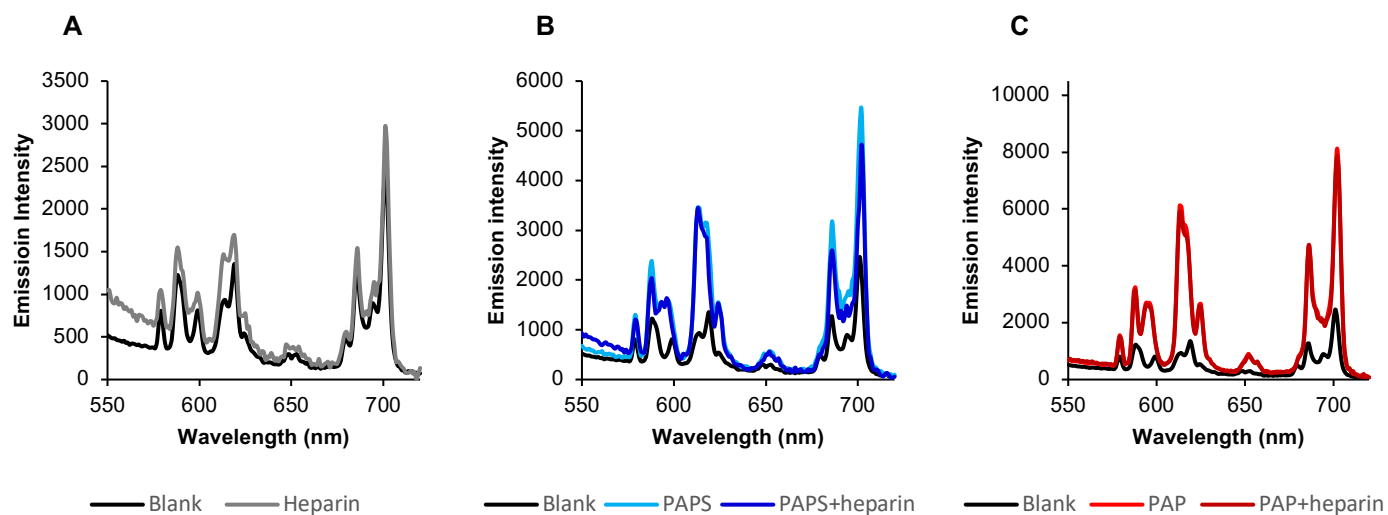 A
Emissioin Intensity
3500
3000
2500
2000
1500
1000
500
0
550 600 650 700
Wavelength (nm)
Blank Heparin
B
Emission intensity
6000
5000
4000
3000
2000
1000
0
550 600 650 700
Wavelength (nm)
Blank PAPS PAPS+heparin
C
Emission intensity
10000
8000
6000
4000
2000
0
550 600 650 700
Wavelength (nm)
Blank PAP PAP+heparin